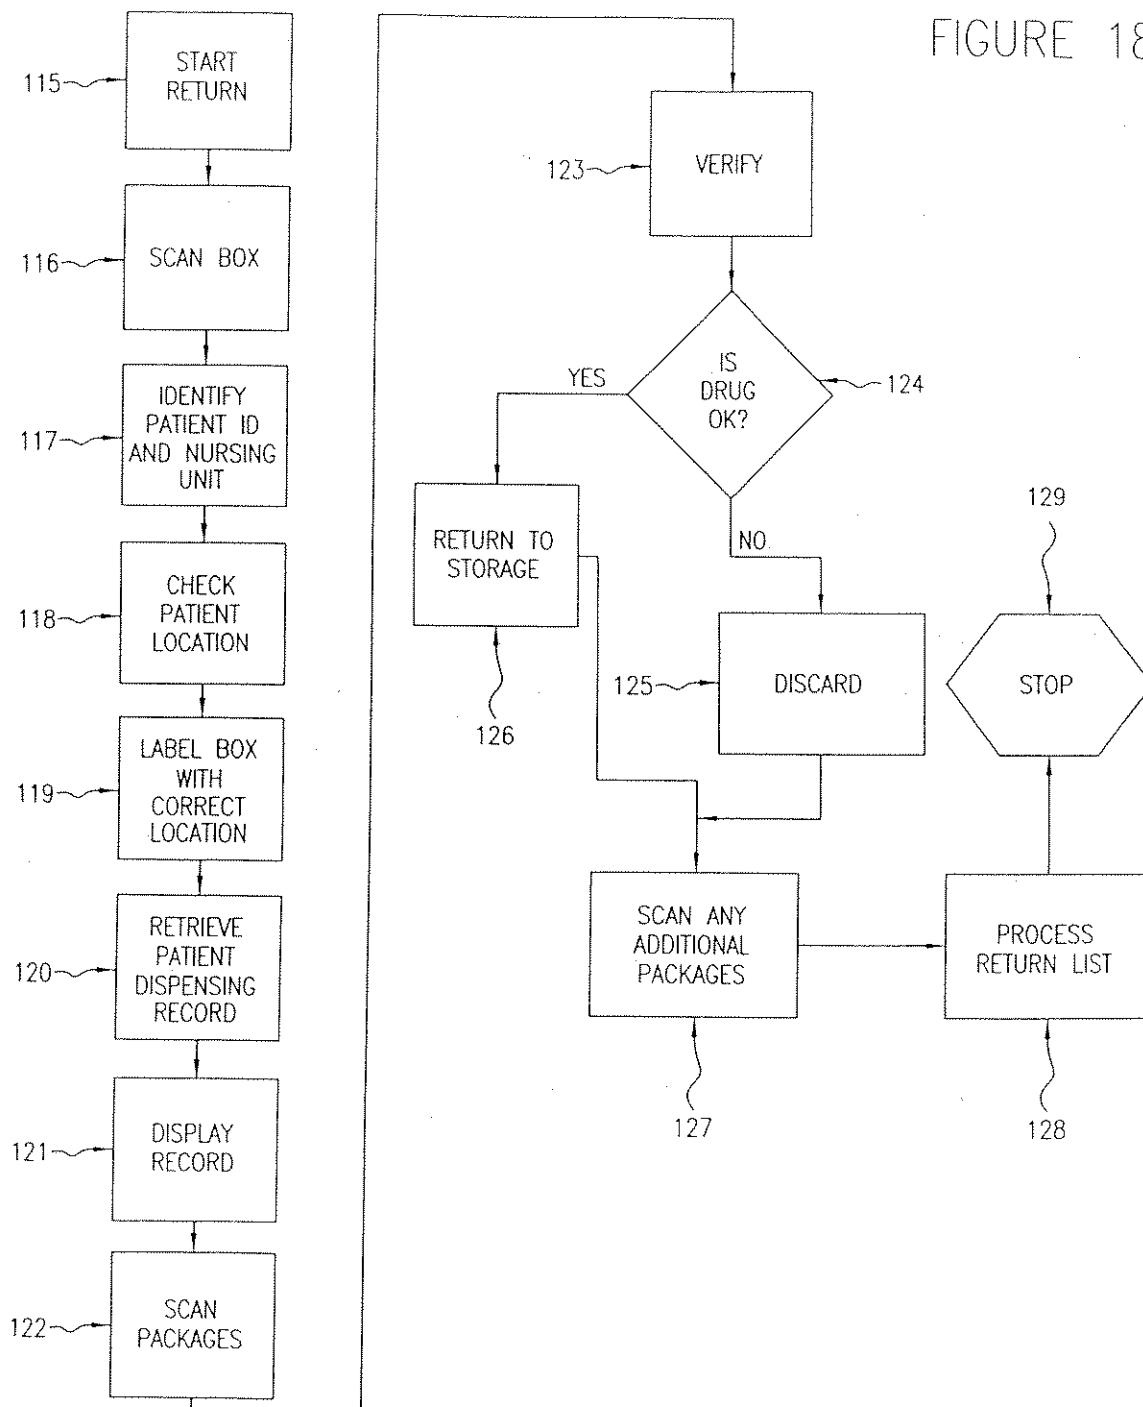 FIGURE 18
115
START
RETURN
116
SCAN BOX
117
IDENTIFY
PATIENT ID
AND NURSING
UNIT
118
CHECK
PATIENT
LOCATION
119
LABEL BOX
WITH
CORRECT
LOCATION
120
RETRIEVE
PATIENT
DISPENSING
RECORD
121
DISPLAY
RECORD
122
SCAN
PACKAGES
123
VERIFY
IS
DRUG
OK?
124
YES
NO
RETURN TO
STORAGE
126
125
DISCARD
129
STOP
SCAN ANY
ADDITIONAL
PACKAGES
127
PROCESS
RETURN LIST
128